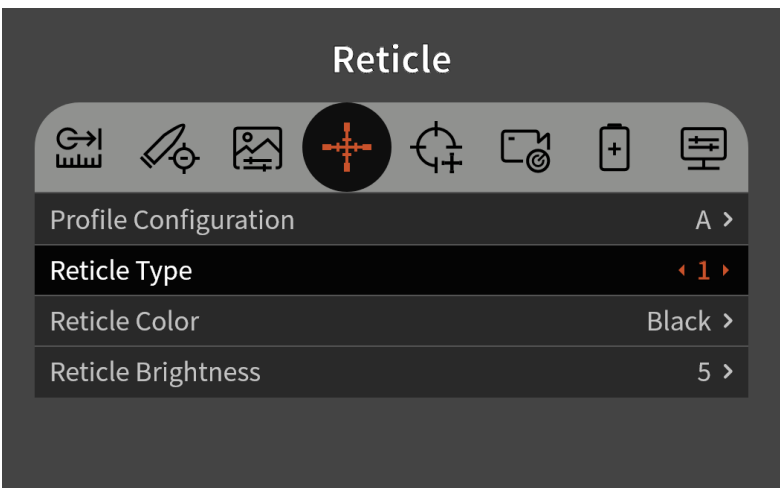 Reticle
Profile Configuration A >
Reticle Type 1
Reticle Color Black >
Reticle Brightness 5 >